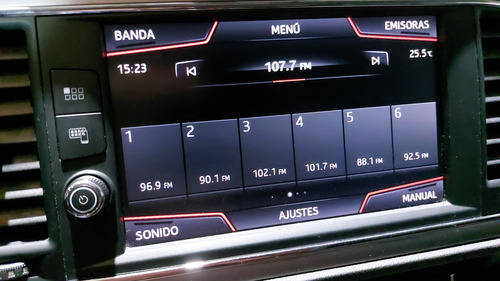 BANDA MENÚ EMISORAS
15:23 107.7 FM 25.5°C
1 2 3 4 5 6
96.9 FM 90.1 FM 102.1 FM 101.7 FM 88.1 FM 92.5 FM
SONIDO AJUSTES MANUAL